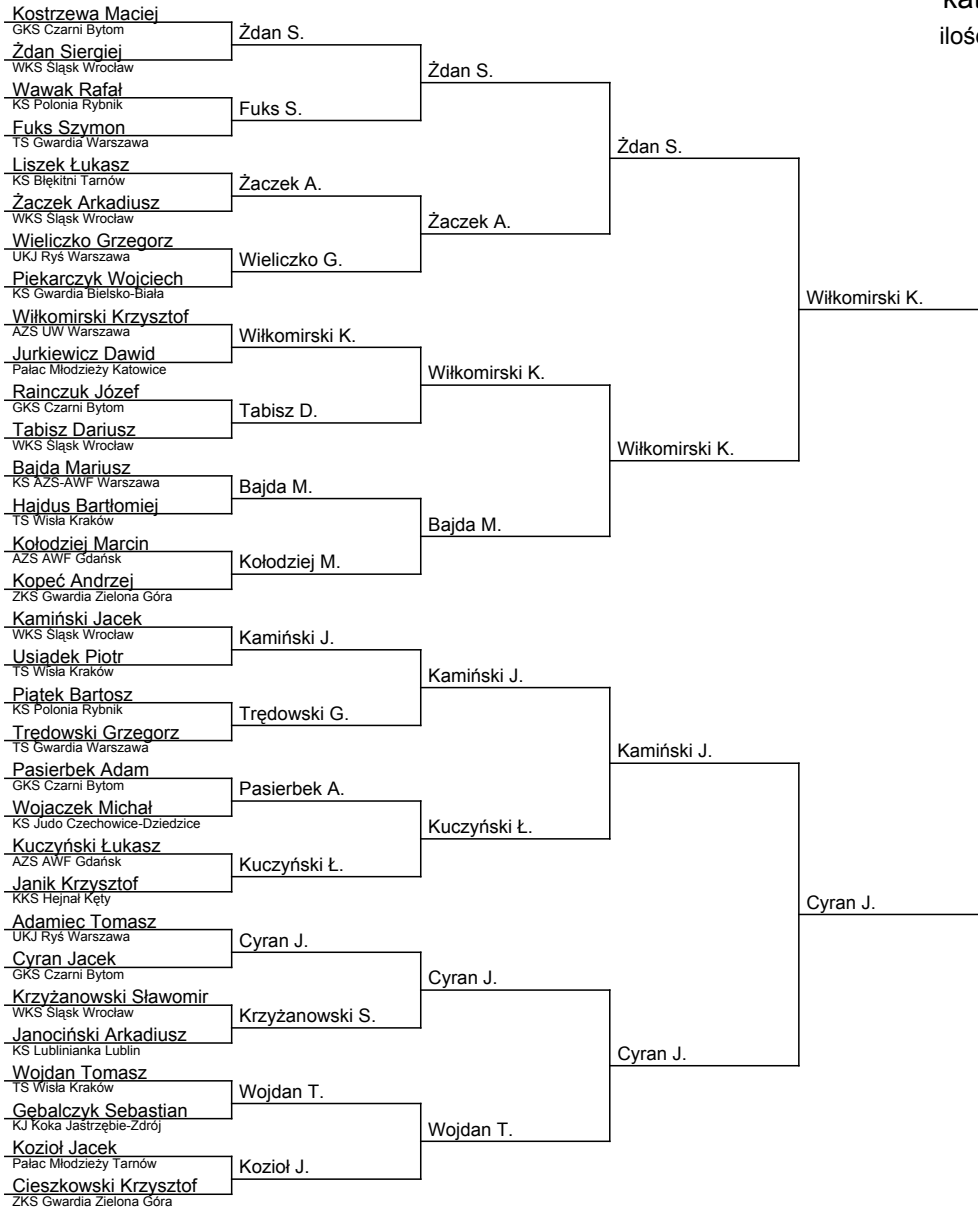 Kostrzewa Maciej
GKS Czarni Bytom
Żdan Siergiej
WKS Śląsk Wrocław
Wawak Rafał
KS Polonia Rybnik
Fuks Szymon
TS Gwardia Warszawa
Liszek Łukasz
KS Błękitni Tarnów
Żaczek Arkadiusz
WKS Śląsk Wrocław
Wieliczko Grzegorz
UKJ Ryś Warszawa
Piekarczyk Wojciech
KS Gwardia Bielsko-Biała
Wiłkomirski Krzysztof
AZS UW Warszawa
Jurkiewicz Dawid
Pałac Młodzieży Katowice
Rainczuk Józef
GKS Czarni Bytom
Tabisz Dariusz
WKS Śląsk Wrocław
Bajda Mariusz
KS AZS-AWF Warszawa
Hajdus Bartłomiej
TS Wisła Kraków
Kołodziej Marcin
AZS AWF Gdańsk
Kopeć Andrzej
ZKS Gwardia Zielona Góra
Kamiński Jacek
WKS Śląsk Wrocław
Usiądek Piotr
TS Wisła Kraków
Piątek Bartosz
KS Polonia Rybnik
Trędowski Grzegorz
TS Gwardia Warszawa
Pasierbek Adam
GKS Czarni Bytom
Wojaczek Michał
KS Judo Czechowice-Dziedzice
Kuczyński Łukasz
AZS AWF Gdańsk
Janik Krzysztof
KKS Hejnał Kęty
Adamiec Tomasz
UKJ Ryś Warszawa
Cyran Jacek
GKS Czarni Bytom
Krzyżanowski Sławomir
WKS Śląsk Wrocław
Janociński Arkadiusz
KS Lublinianka Lublin
Wojdan Tomasz
TS Wisła Kraków
Gębalczyk Sebastian
KJ Koka Jastrzębie-Zdrój
Kozioł Jacek
Pałac Młodzieży Tarnów
Cieszkowski Krzysztof
ZKS Gwardia Zielona Góra
Żdan S.
Fuks S.
Żaczek A.
Wieliczko G.
Wiłkomirski K.
Tabisz D.
Bajda M.
Kołodziej M.
Kamiński J.
Trędowski G.
Pasierbek A.
Kuczyński Ł.
Cyran J.
Krzyżanowski S.
Wojdan T.
Kozioł J.
Żdan S.
Żaczek A.
Wiłkomirski K.
Bajda M.
Kamiński J.
Kuczyński Ł.
Cyran J.
Wojdan T.
Żdan S.
Wiłkomirski K.
Kamiński J.
Cyran J.
Wiłkomirski K.
Cyran J.